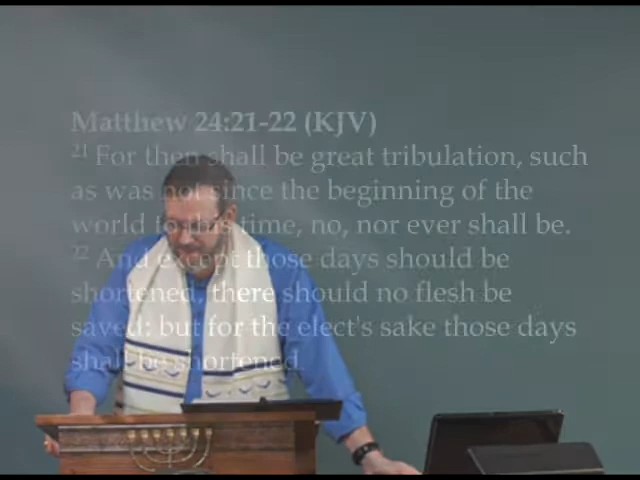 Matthew 24:21-22 (KJV)
21 For then shall be great tribulation, such
as was not since the beginning of the
world to this time, no, nor ever shall be.
22 And except those days should be
shortened, there should no flesh be
saved: but for the elect's sake those days
shall be shortened